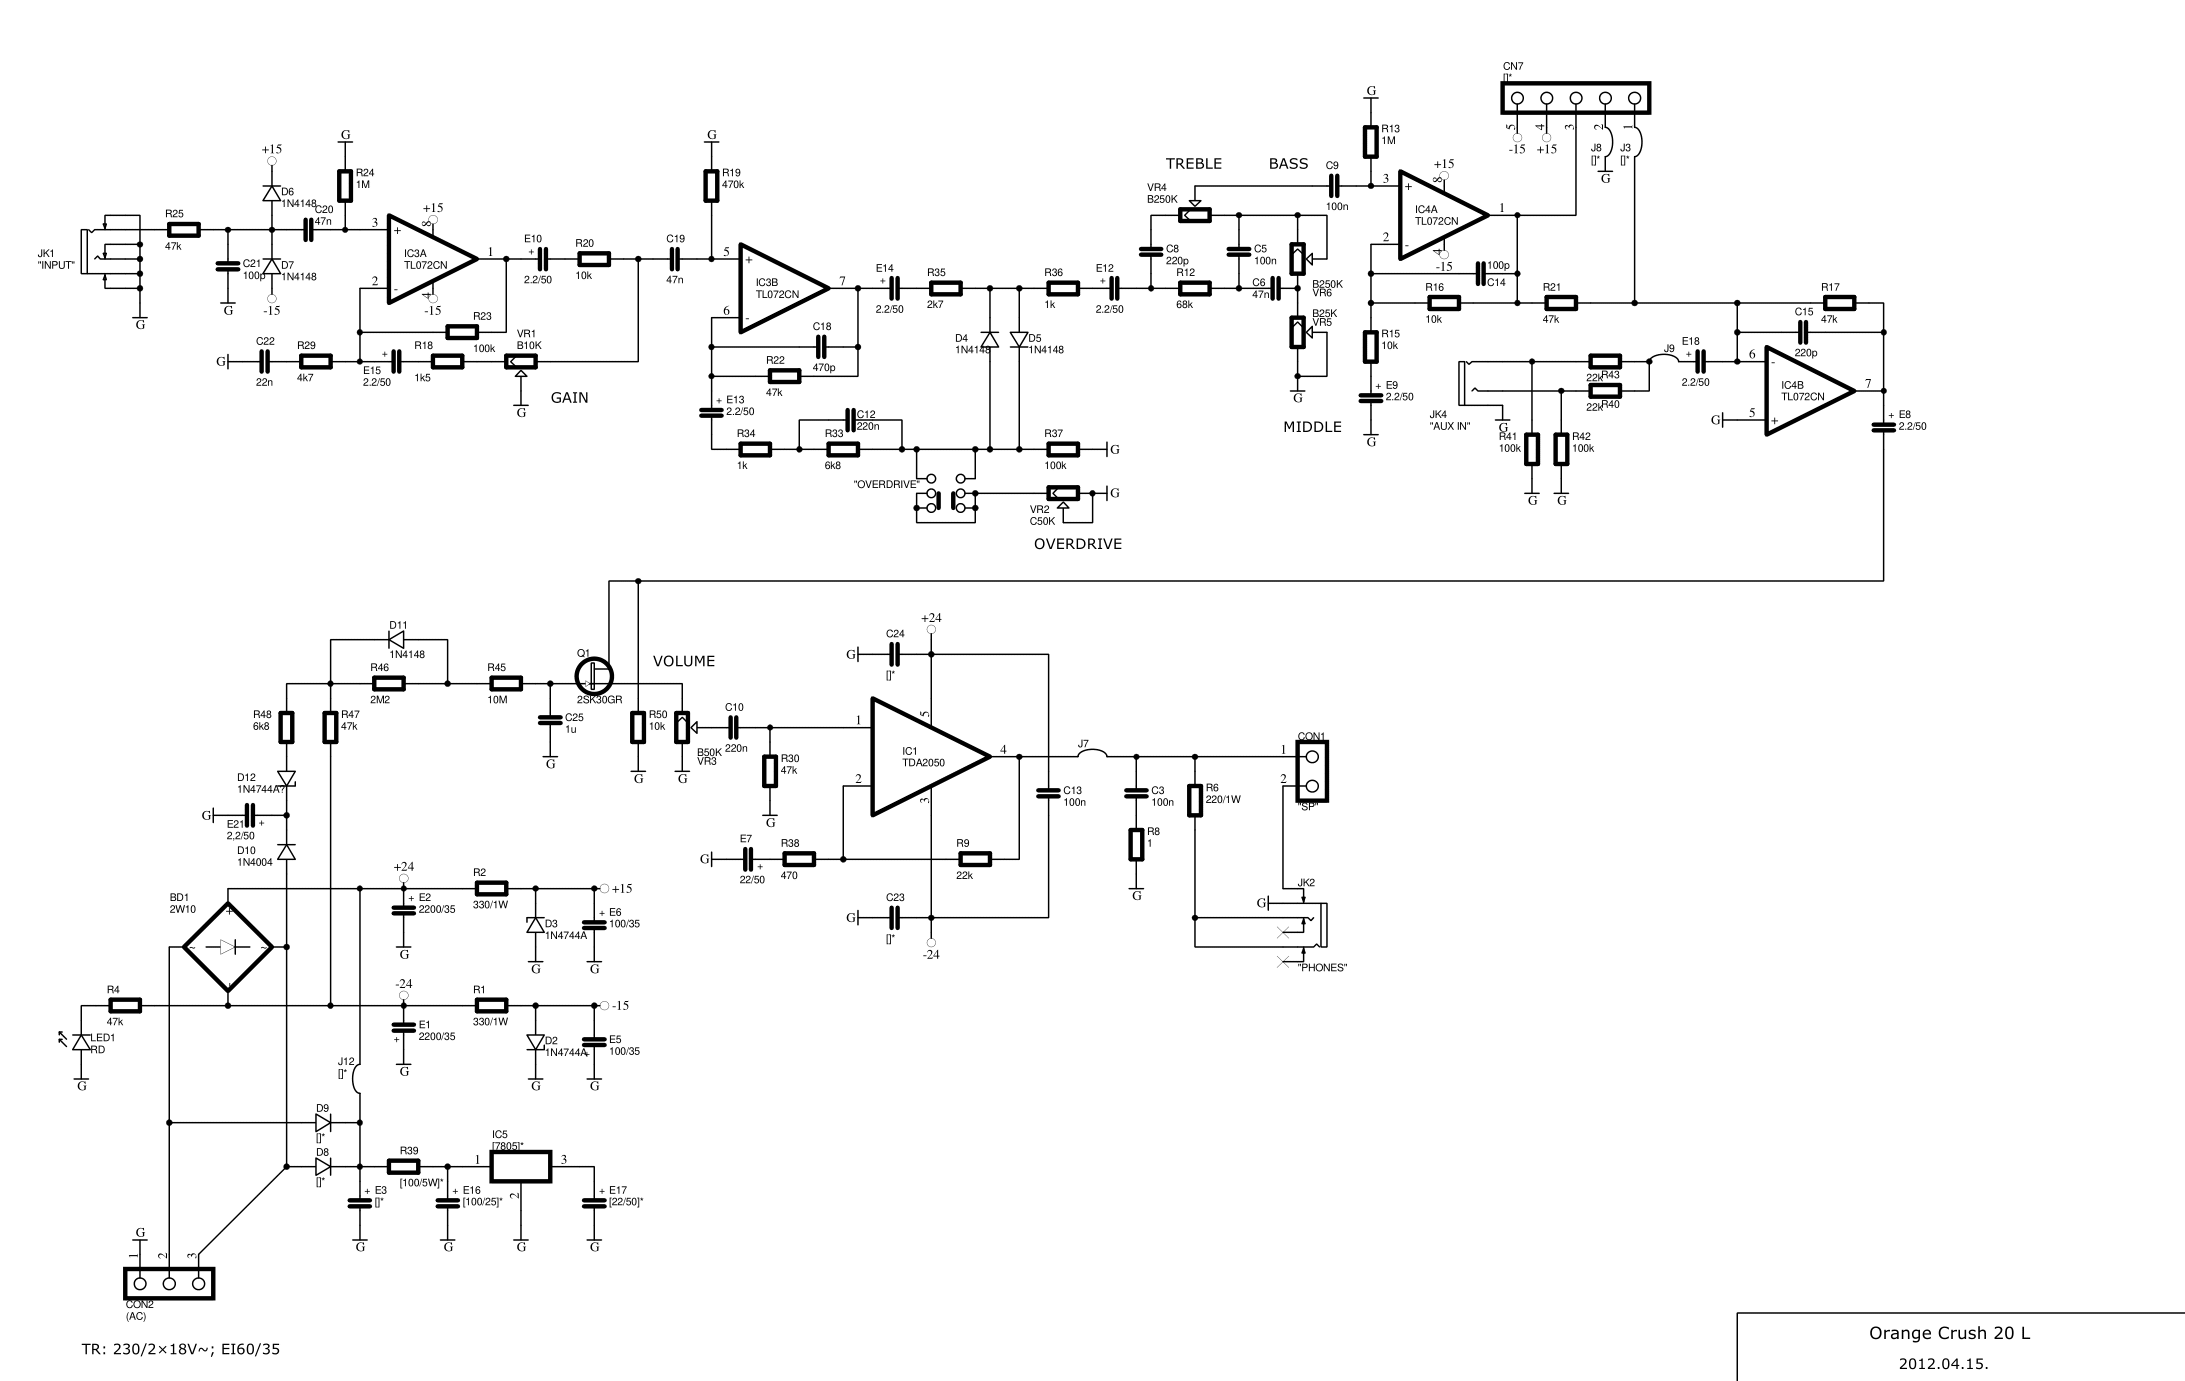 CN7
[]*
5
4
3
2
1
-15
+15
J8
[]*
J3
[]*
G
JK1
"INPUT"
G
R25
47k
C21
100p
G
+15
D6
1N4148
D7
1N4148
-15
C20
47n
G
R24
1M
3
+
2
-
+15
8
IC3A
TL072CN
4
-15
1
G
C22
22n
R29
4k7
E15
2.2/50
+
R18
1k5
R23
100k
VR1
B10K
G
GAIN
E10
+
2.2/50
R20
10k
C19
47n
G
R19
470k
5
+
6
-
IC3B
TL072CN
7
C18
470p
R22
47k
+
E13
2.2/50
R34
1k
C12
220n
R33
6k8
"OVERDRIVE"
E14
+
2.2/50
R35
2k7
D4
1N4148
D5
1N4148
R36
1k
R37
100k
G
VR2
C50K
G
OVERDRIVE
E12
+
2.2/50
TREBLE
BASS
VR4
B250K
C8
220p
R12
68k
C5
100n
C6
47n
B250K
VR6
B25K
VR5
G
MIDDLE
C9
100n
G
R13
1M
3
+
2
-
+15
8
IC4A
TL072CN
4
-15
1
100p
C14
R16
10k
R15
10k
+
E9
2.2/50
G
R21
47k
JK4
"AUX IN"
G
R41
100k
G
R42
100k
G
22k
R43
22k
R40
J9
E18
+
2.2/50
R17
47k
C15
220p
6
-
5
+
G
IC4B
TL072CN
7
+
E8
2.2/50
D11
1N4148
R46
2M2
R45
10M
R48
6k8
R47
47k
D12
1N4744A?
G
E21
+
2,2/50
D10
1N4004
C25
1u
G
Q1
2SK30GR
R50
10k
G
VOLUME
B50K
VR3
G
C10
220n
R30
47k
G
+24
G
C24
[]*
1
2
5
IC1
TDA2050
3
4
G
E7
+
22/50
R38
470
R9
22k
G
C23
[]*
-24
C13
100n
J7
C3
100n
R8
1
G
R6
220/1W
CON1
1
2
"SP"
JK2
G
"PHONES"
BD1
2W10
+
~
~
-
+24
+
E2
2200/35
G
R2
330/1W
D3
1N4744A
G
+15
+
E6
100/35
G
R4
47k
LED1
RD
G
-24
E1
2200/35
+
G
R1
330/1W
D2
1N4744A
G
-15
E5
100/35
+
G
J12
[]*
D9
[]*
D8
[]*
+
E3
[]*
G
R39
[100/5W]*
+
E16
[100/25]*
G
IC5
[7805]*
1
3
2
G
+
E17
[22/50]*
G
G
1
2
3
CON2
(AC)
TR: 230/2×18V~; EI60/35
Orange Crush 20 L
2012.04.15.